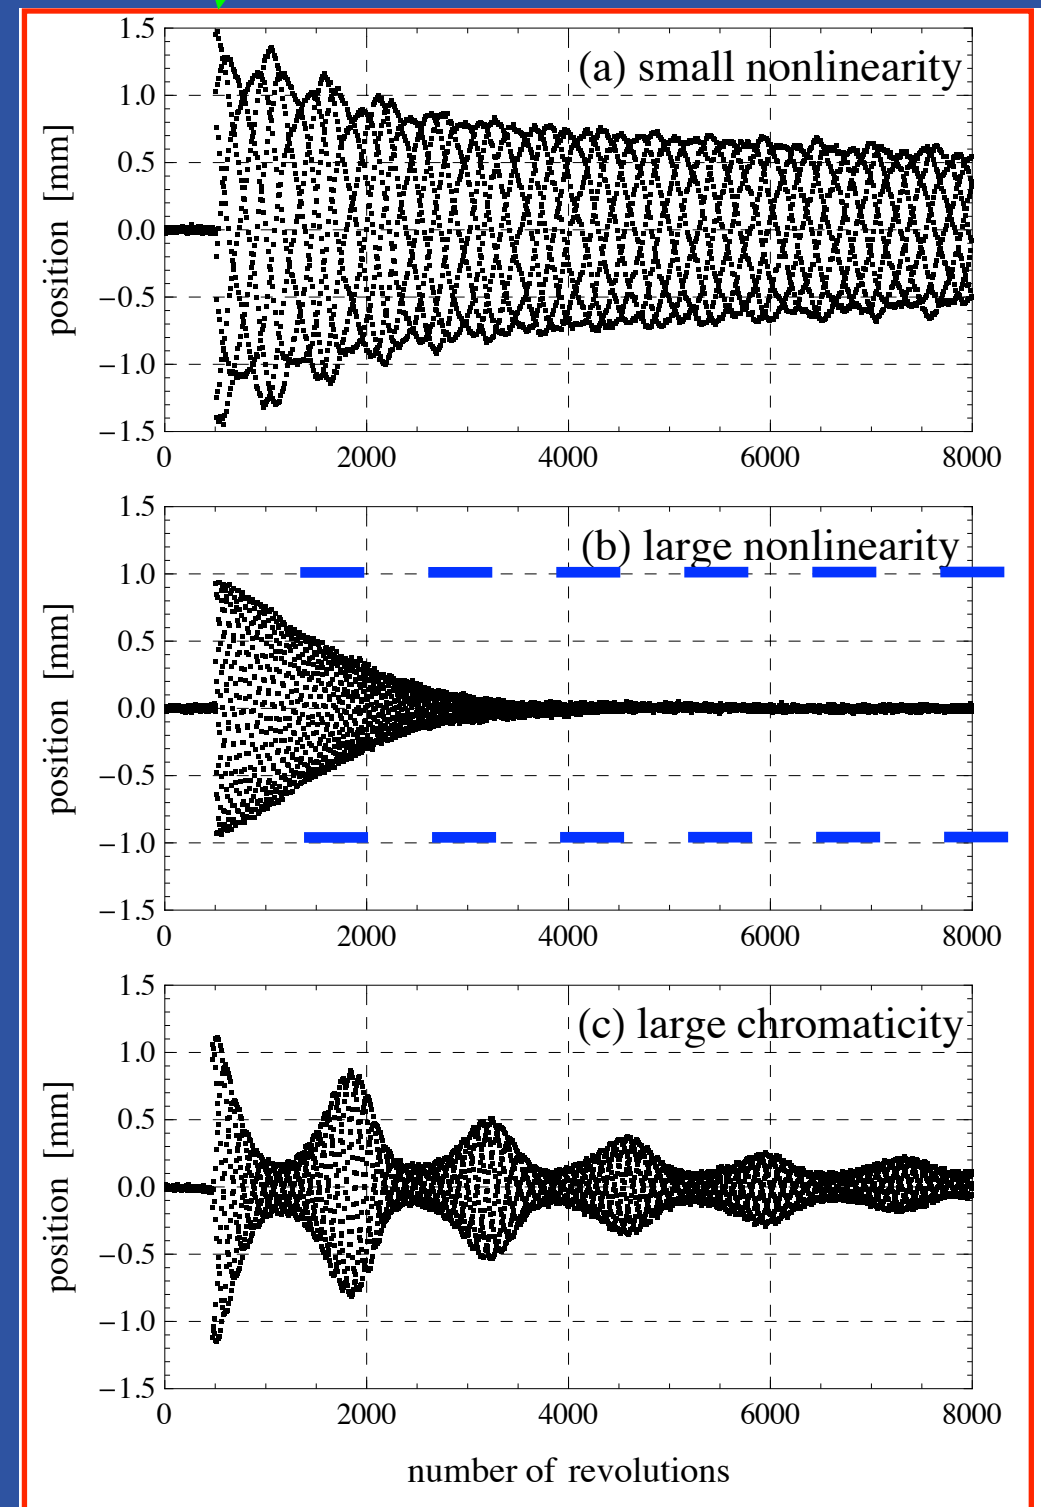 (a) small nonlinearity
1.5
1.0
0.5
0.0
−0.5
−1.0
−1.5
position [mm]
0 2000 4000 6000 8000
(b) large nonlinearity
1.5
1.0
0.5
0.0
−0.5
−1.0
−1.5
position [mm]
0 2000 4000 6000 8000
(c) large chromaticity
1.5
1.0
0.5
0.0
−0.5
−1.0
−1.5
position [mm]
0 2000 4000 6000 8000
number of revolutions